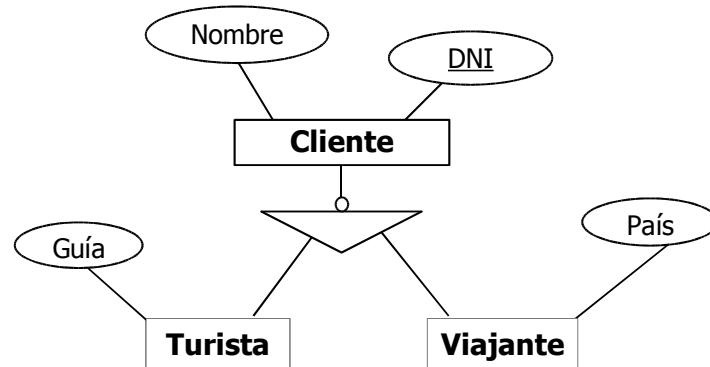 Nombre
DNI
Cliente
Guía
País
Turista
Viajante